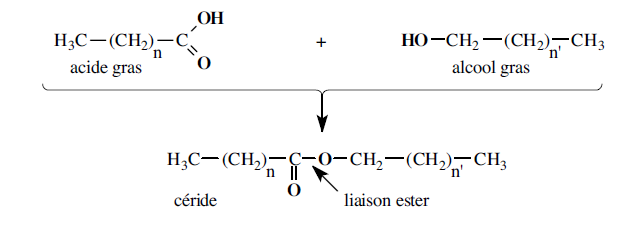 H₃C—(CH₂)ₙ—C(=O)—OH + HO—CH₂—(CH₂)ₙ'—CH₃
acide gras alcool gras
H₃C—(CH₂)ₙ—C(=O)—O—CH₂—(CH₂)ₙ'—CH₃
céride liaison ester